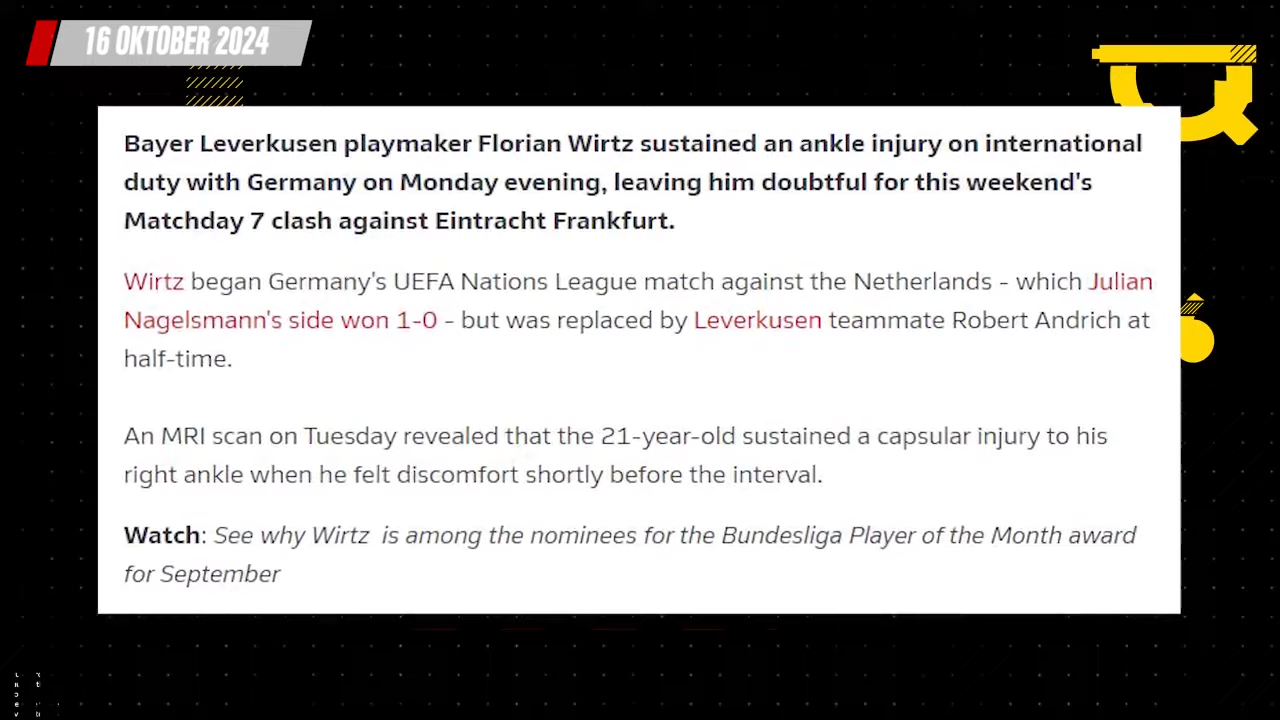 16 OKTOBER 2024
Bayer Leverkusen playmaker Florian Wirtz sustained an ankle injury on international
duty with Germany on Monday evening, leaving him doubtful for this weekend's
Matchday 7 clash against Eintracht Frankfurt.
Wirtz began Germany's UEFA Nations League match against the Netherlands - which Julian
Nagelsmann's side won 1-0 - but was replaced by Leverkusen teammate Robert Andrich at
half-time.
An MRI scan on Tuesday revealed that the 21-year-old sustained a capsular injury to his
right ankle when he felt discomfort shortly before the interval.
Watch: See why Wirtz  is among the nominees for the Bundesliga Player of the Month award
for September